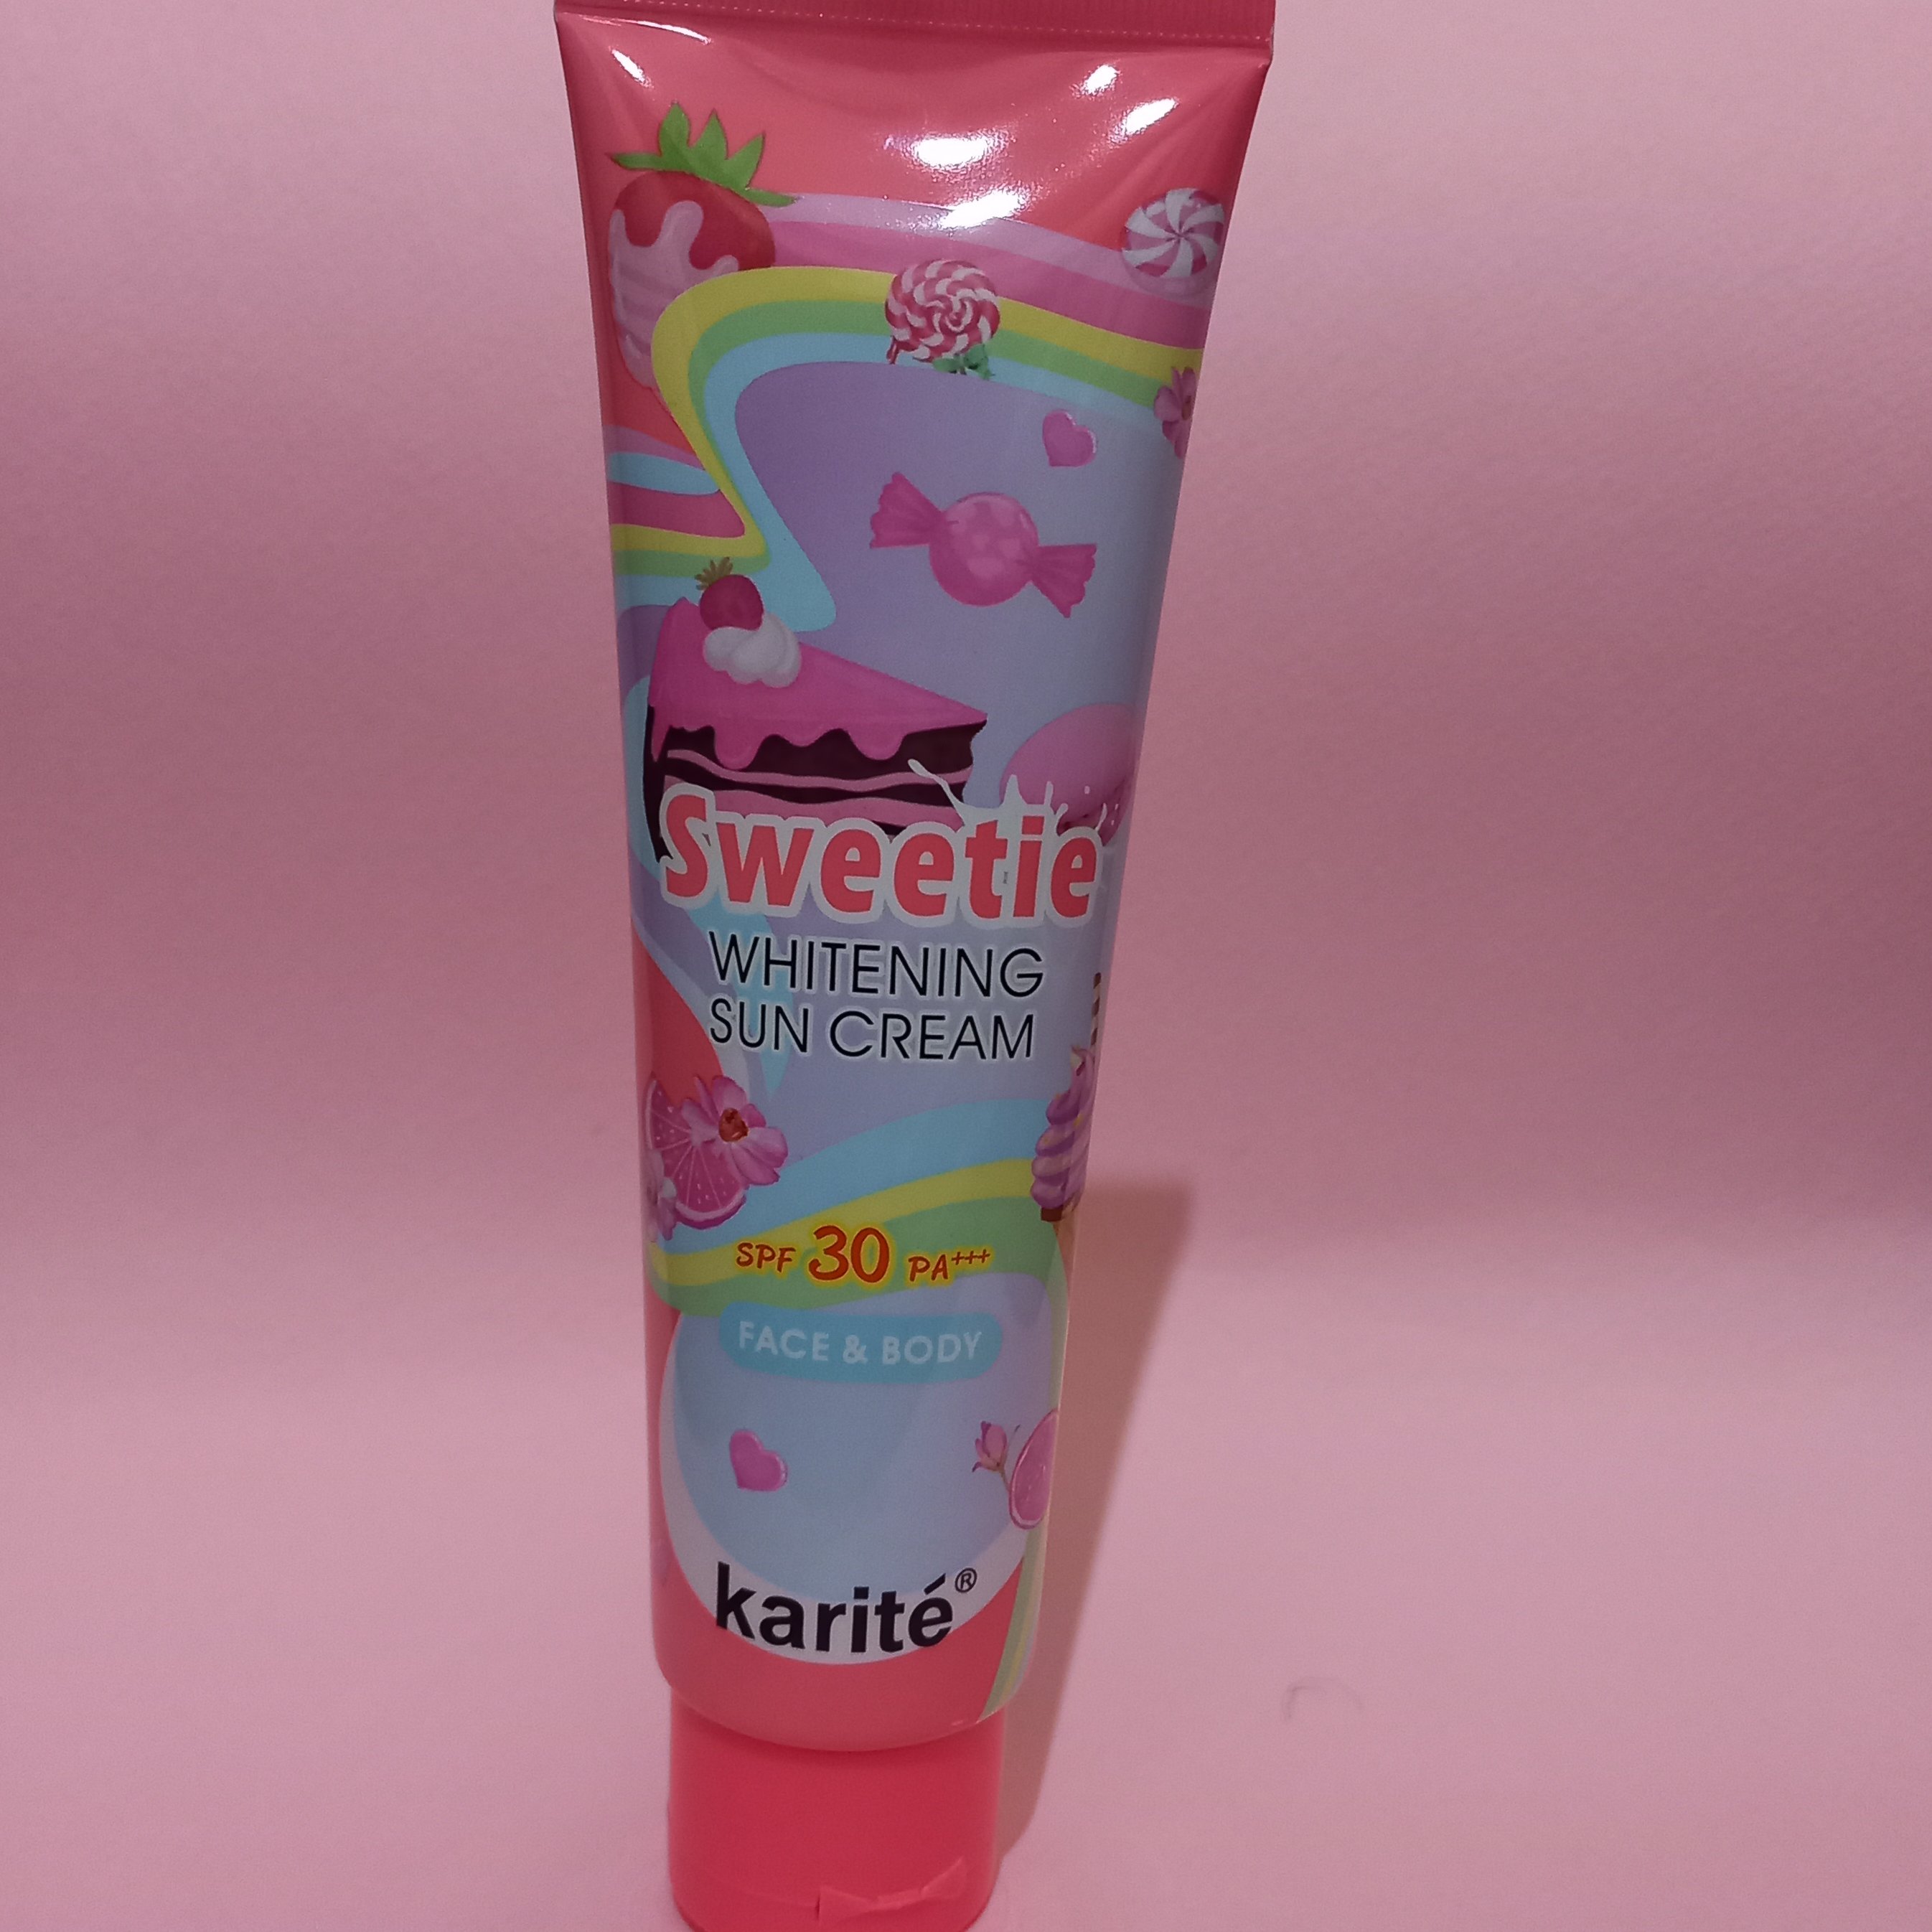 Sweetie
WHITENING
SUN CREAM
SPF 30 PA+++
FACE & BODY
karité®